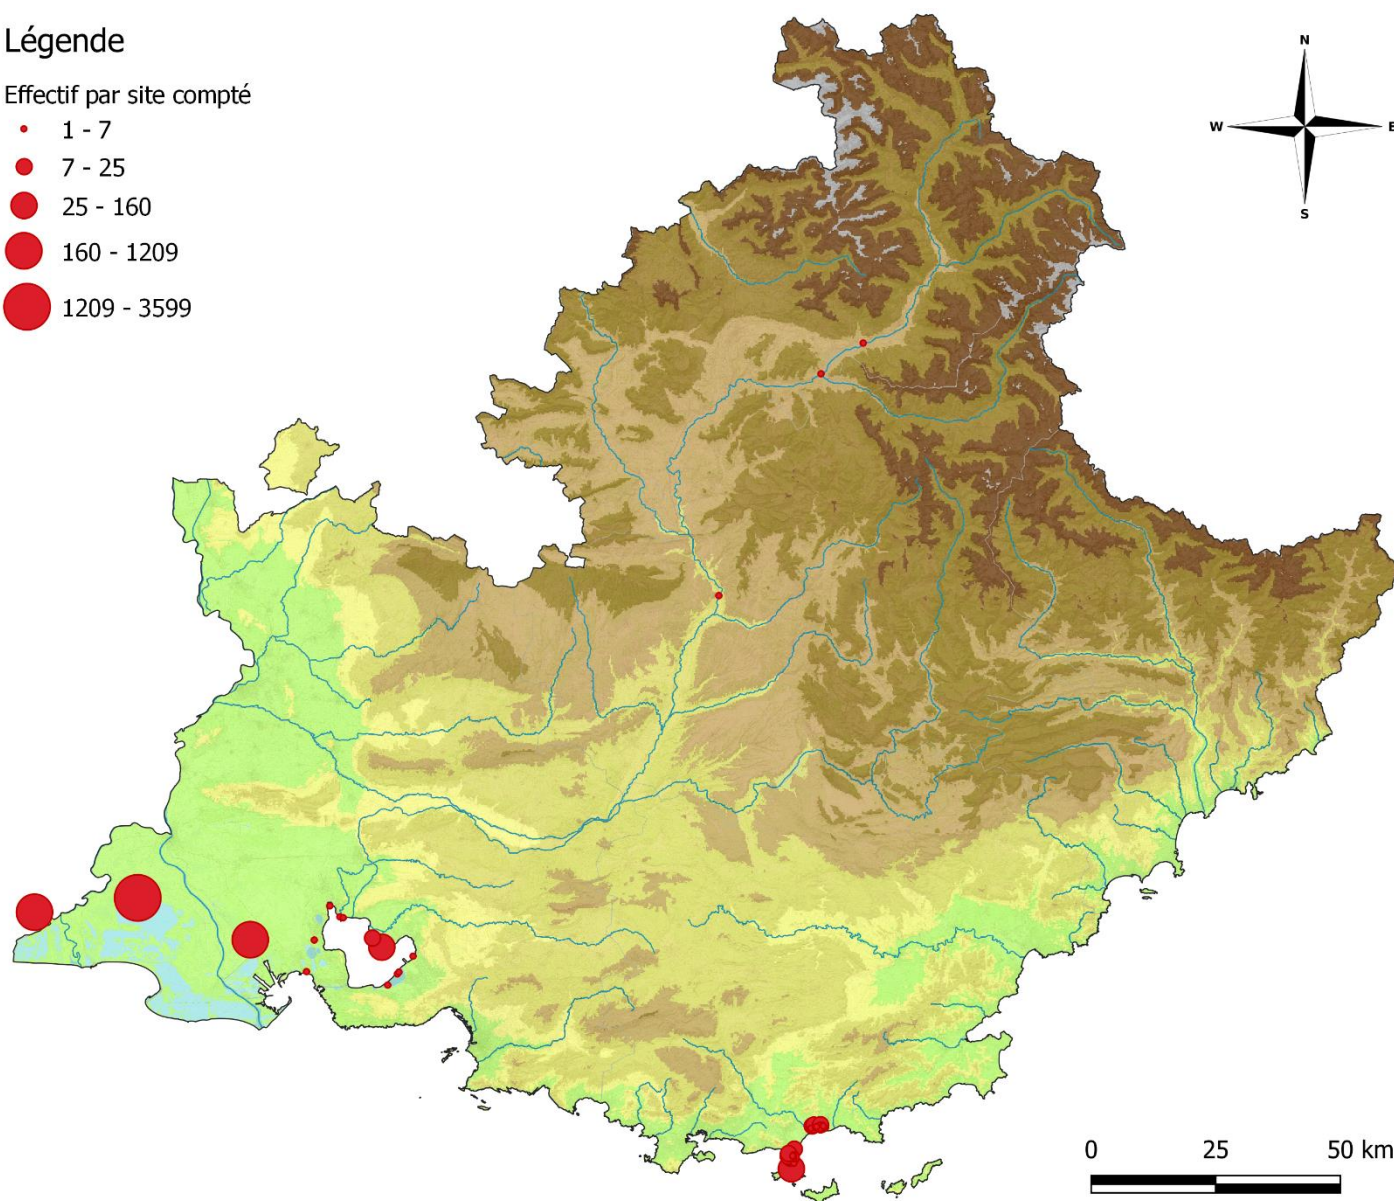 Légende
Effectif par site compté
1 - 7
7 - 25
25 - 160
160 - 1209
1209 - 3599
N
W E
S
0 25 50 km